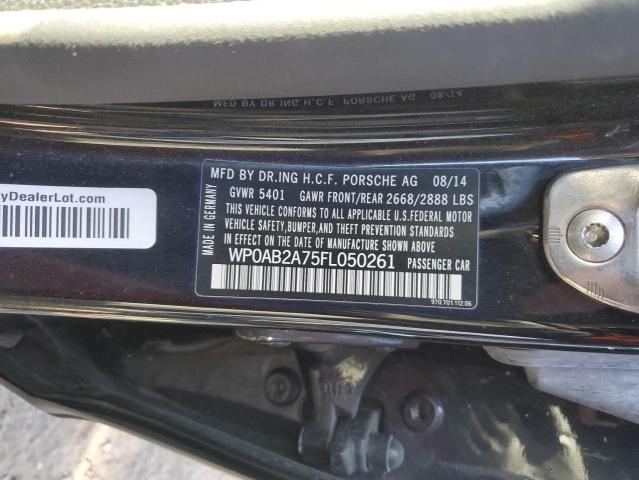 MFD BY DR.ING H.C.F. PORSCHE AG- 08/14
MFD BY DR.ING H.C.F. PORSCHE AG 08/14
GVWR 5401 GAWR FRONT/REAR 2668/2888 LBS
THIS VEHICLE CONFORMS TO ALL APPLICABLE U.S.FEDERAL MOTOR
VEHICLE SAFETY,BUMPER,AND THEFT PREVENTION STANDARDS
IN EFFECT ON THE DATE OF MANUFACTURE SHOWN ABOVE.
WP0AB2A75FL050261 PASSENGER CAR
970.701.112.06
MADE IN GERMANY
yDealerLot.com